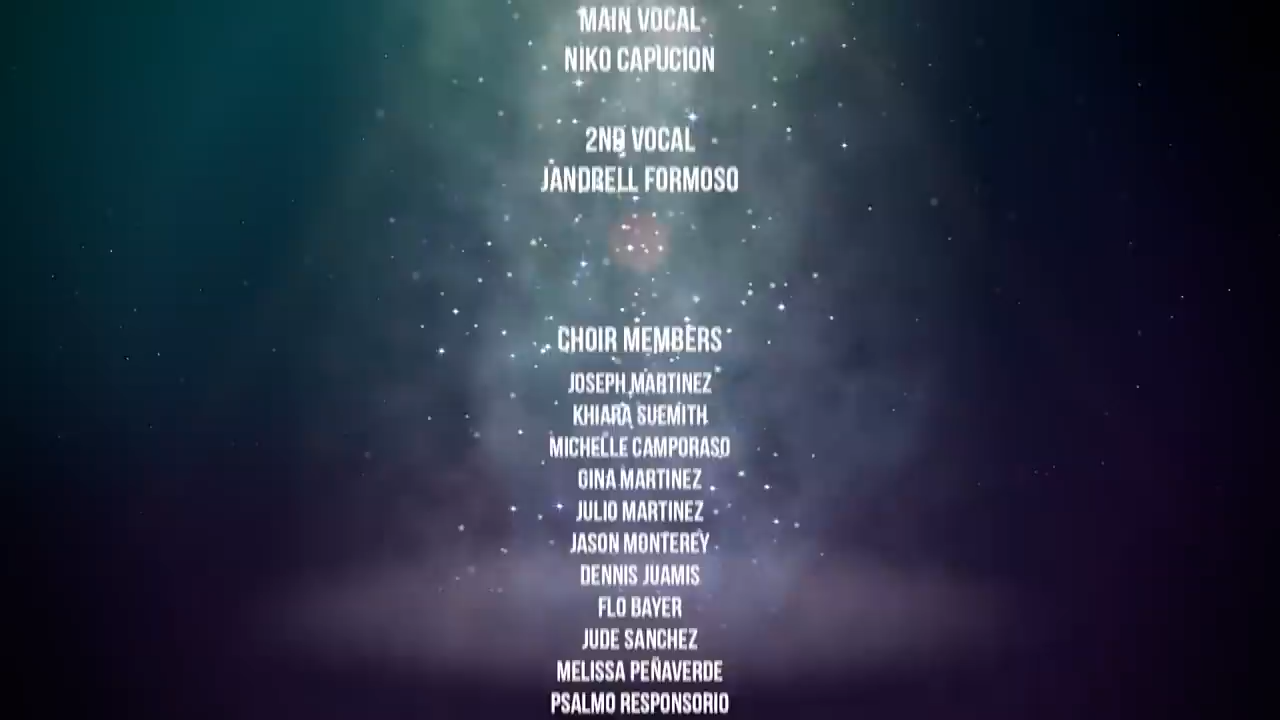 MAIN VOCAL
NIKO CAPUCION
2ND VOCAL
JANDRELL FORMOSO
CHOIR MEMBERS
JOSEPH MARTINEZ
KHIARA SUEMITH
MICHELLE CAMPORASO
GINA MARTINEZ
JULIO MARTINEZ
JASON MONTEREY
DENNIS JUAMIS
FLO BAYER
JUDE SANCHEZ
MELISSA PEÑAVERDE
PSALMO RESPONSORIO